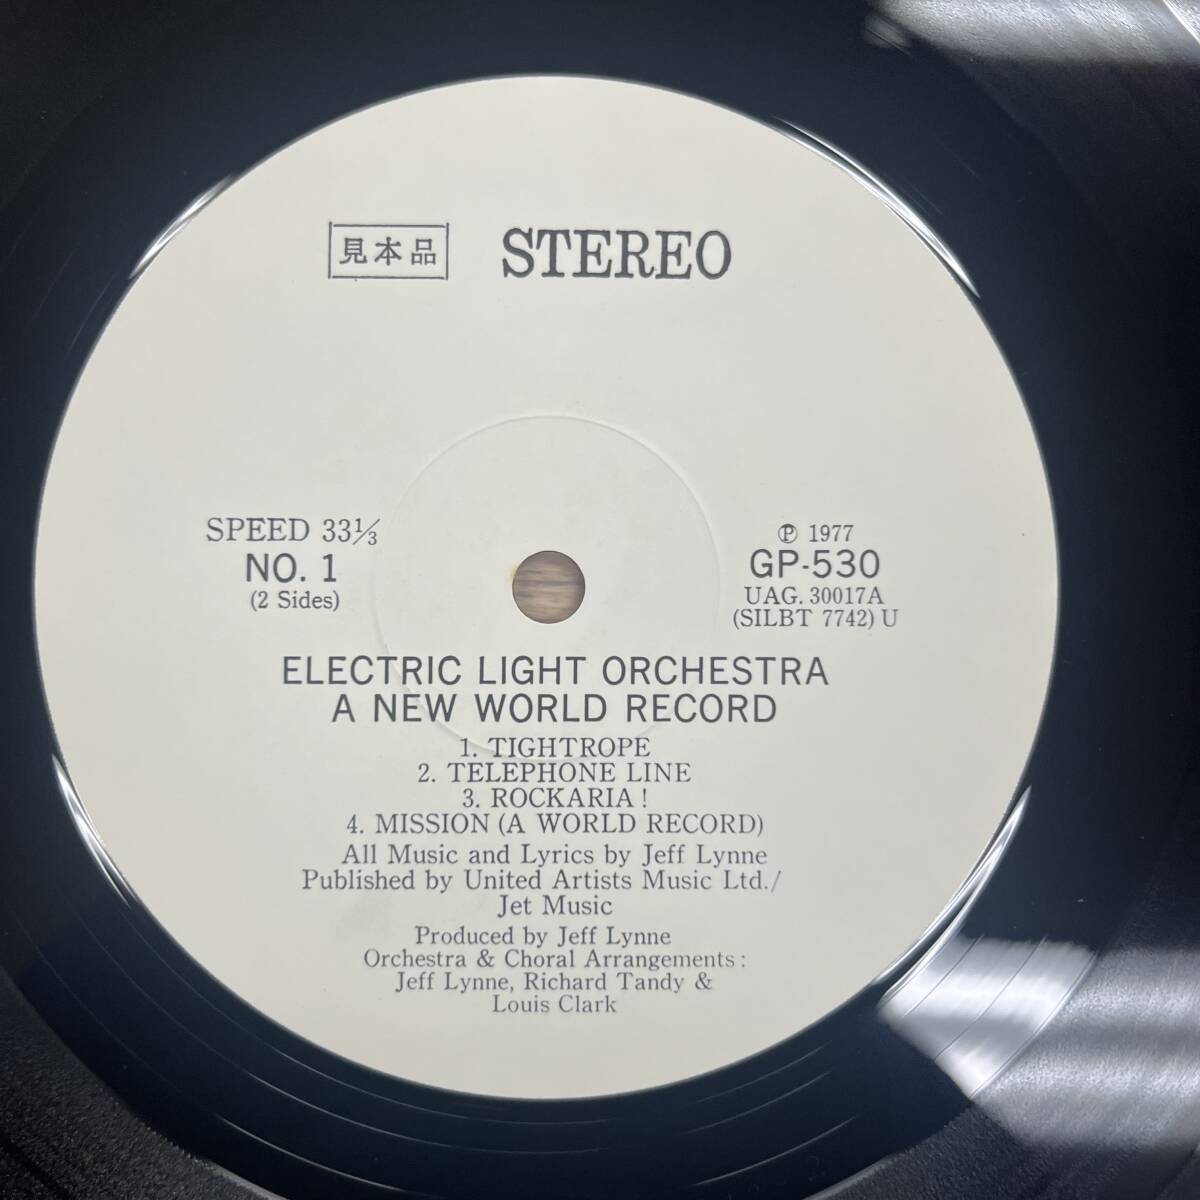 見本品 STEREO
SPEED 33⅓
NO. 1
(2 Sides)
Ⓟ 1977
GP-530
UAG. 30017A
(SILBT 7742) U
ELECTRIC LIGHT ORCHESTRA
A NEW WORLD RECORD
1. TIGHTROPE
2. TELEPHONE LINE
3. ROCKARIA !
4. MISSION (A WORLD RECORD)
All Music and Lyrics by Jeff Lynne
Published by United Artists Music Ltd./
Jet Music
Produced by Jeff Lynne
Orchestra & Choral Arrangements :
Jeff Lynne, Richard Tandy &
Louis Clark